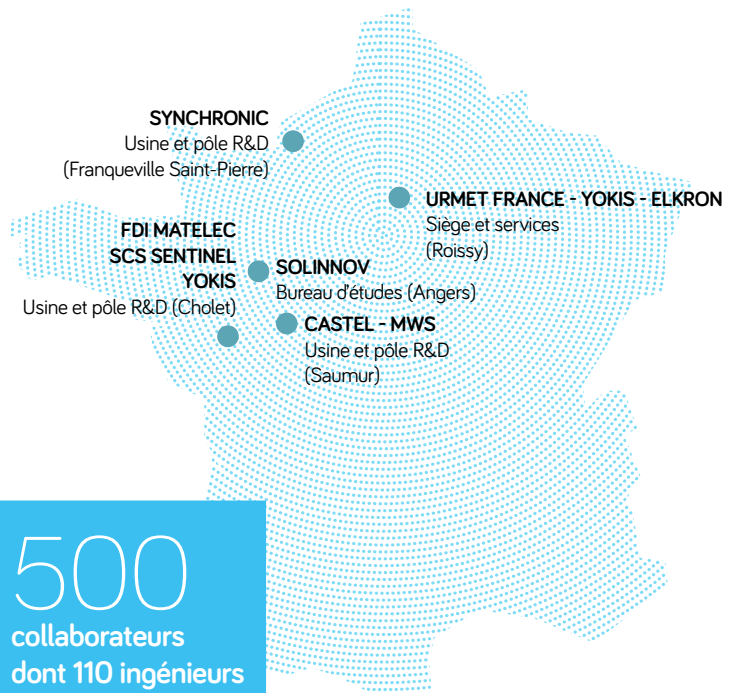 SYNCHRONIC
Usine et pôle R&D
(Franqueville Saint-Pierre)
URMET FRANCE - YOKIS - ELKRON
Siège et services
(Roissy)
FDI MATELEC
SCS SENTINEL
YOKIS
Usine et pôle R&D (Cholet)
SOLINNOV
Bureau d'études (Angers)
CASTEL - MWS
Usine et pôle R&D
(Saumur)
500
collaborateurs
dont 110 ingénieurs